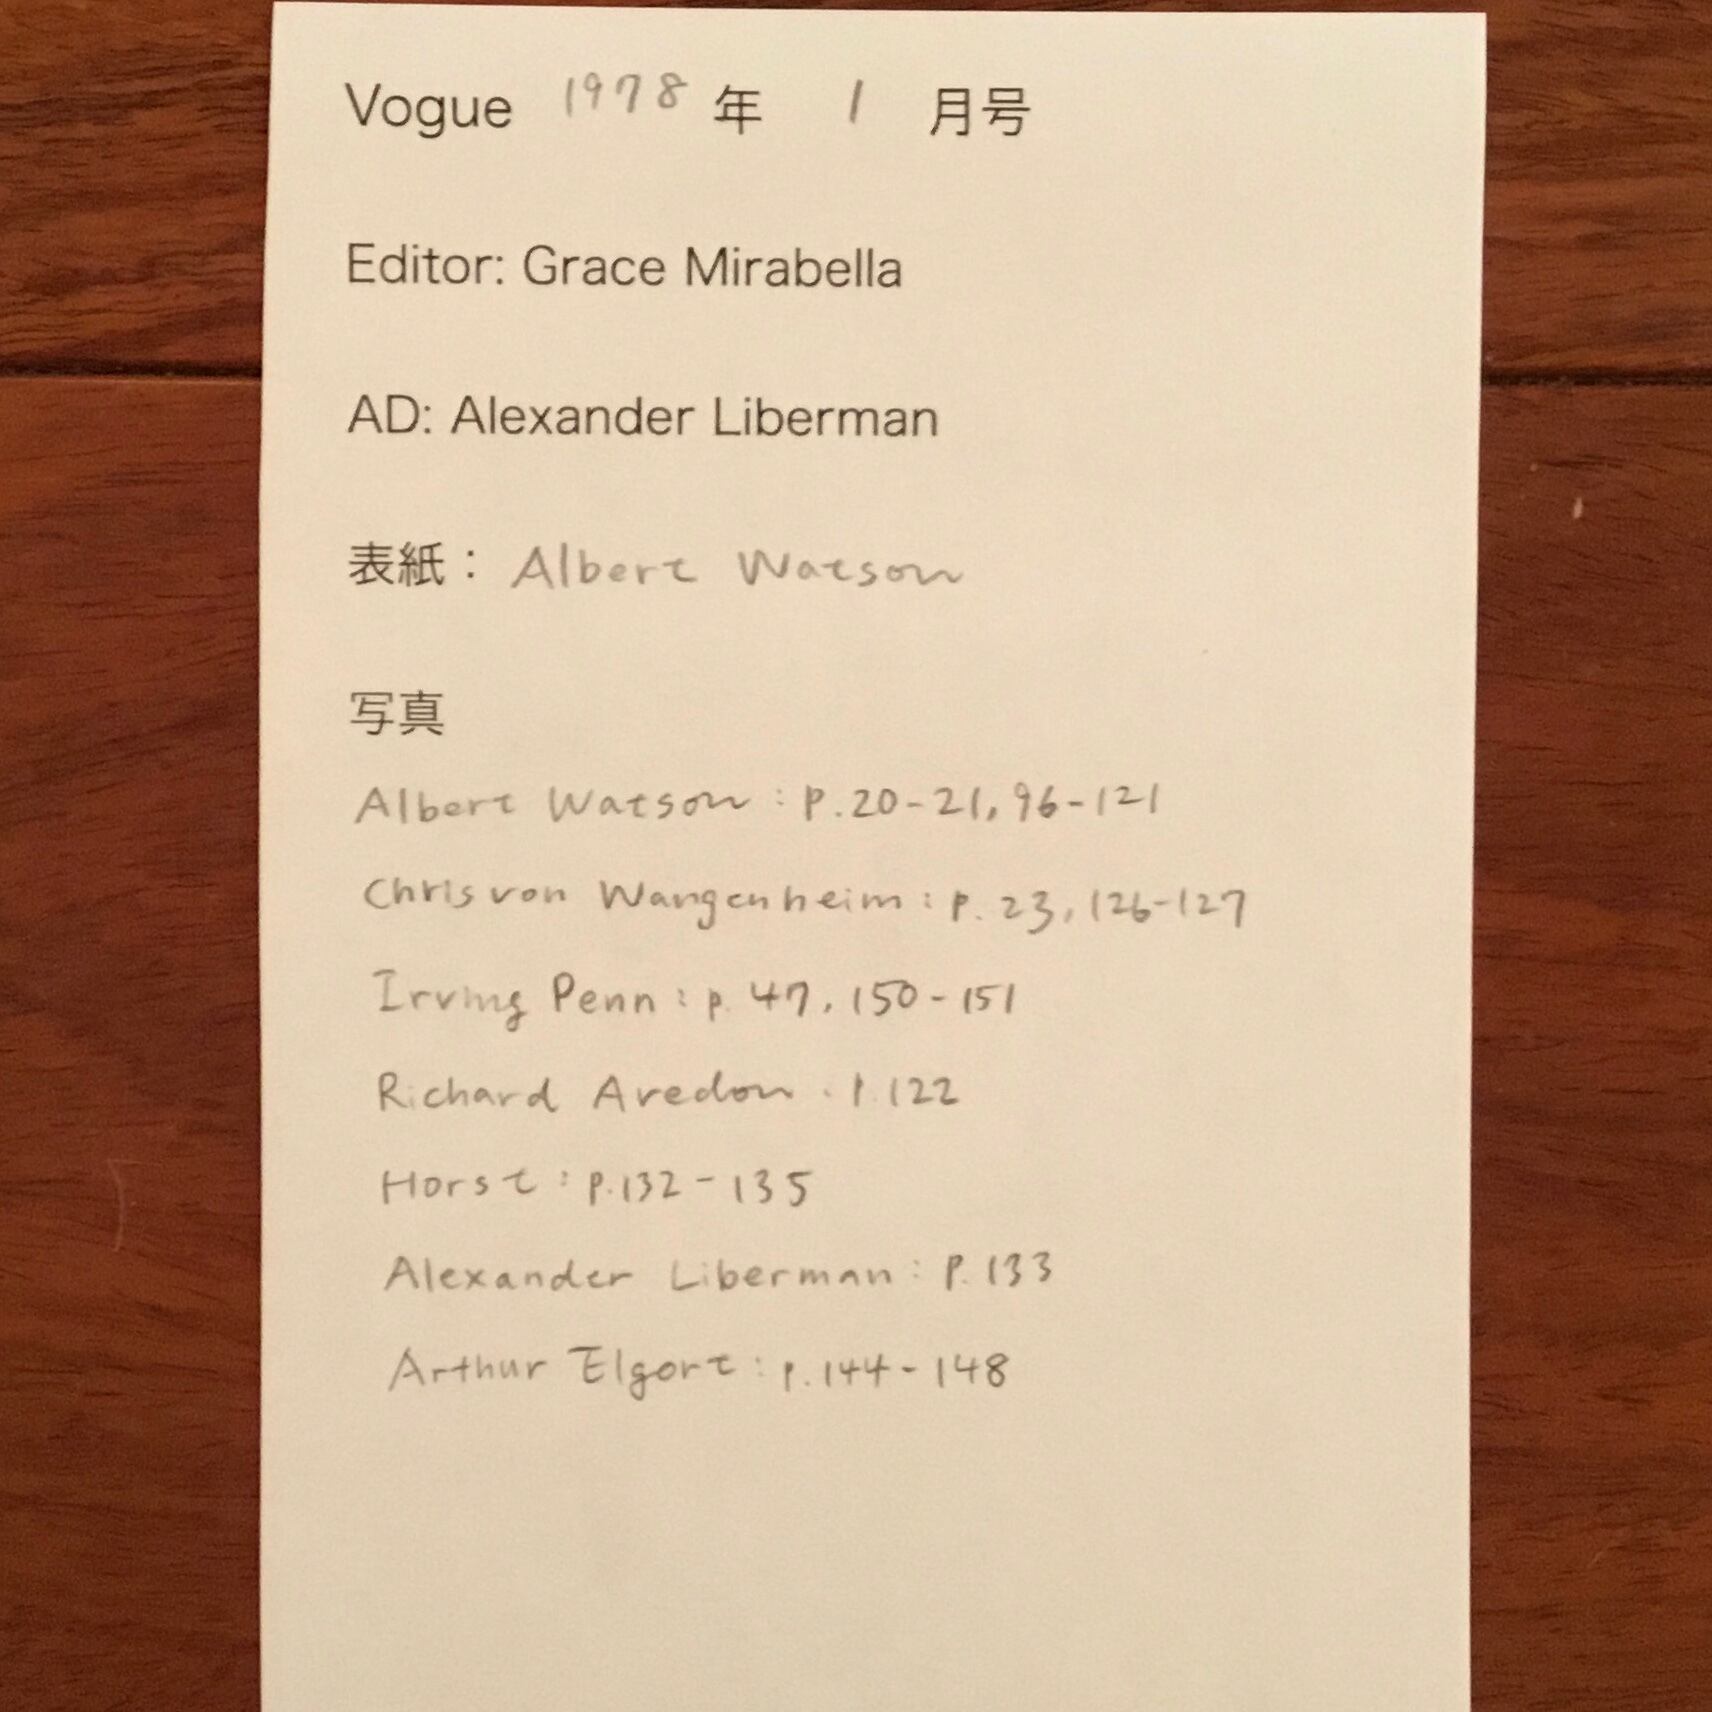 Vogue 1978 年 1 月号
Editor: Grace Mirabella
AD: Alexander Liberman
表紙： Albert Watson
写真
Albert Watson : P.20-21, 96-121
Chris von Wangenheim : p. 23, 126-127
Irving Penn : p. 47, 150-151
Richard Avedon : p.122
Horst : p.132-135
Alexander Liberman : P.133
Arthur Elgort : p.144-148